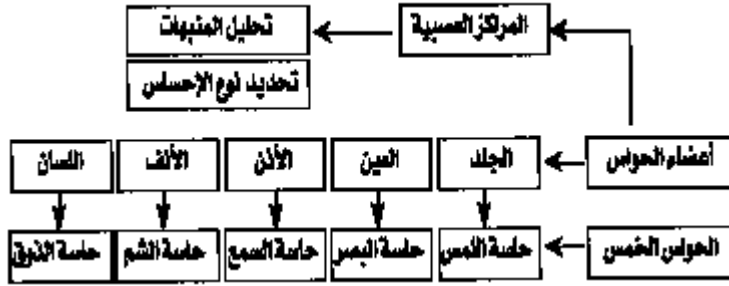 المراكز العصبية
تحليل المنبهات
تحديد نوع الإحساس
أعضاء الحواس
الجلد
العين
الأذن
الأنف
اللسان
الحواس الخمس
حاسة اللمس
حاسة البصر
حاسة السمع
حاسة الشم
حاسة الذوق